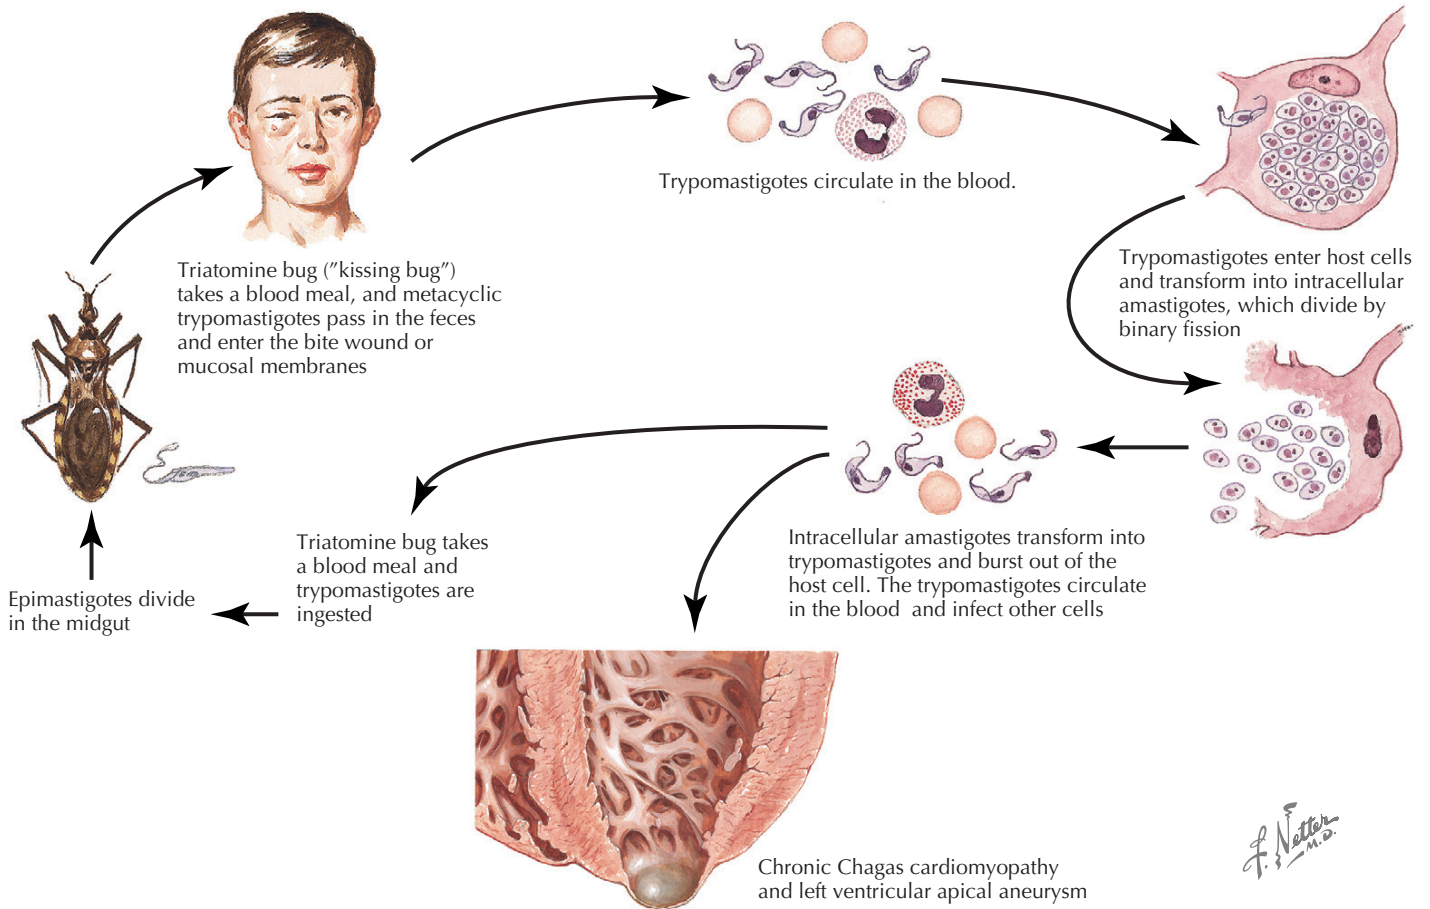 Trypomastigotes circulate in the blood.
Triatomine bug (”kissing bug”)
takes a blood meal, and metacyclic
trypomastigotes pass in the feces
and enter the bite wound or
mucosal membranes
Trypomastigotes enter host cells
and transform into intracellular
amastigotes, which divide by
binary fission
Intracellular amastigotes transform into
trypomastigotes and burst out of the
host cell. The trypomastigotes circulate
in the blood and infect other cells
Triatomine bug takes
a blood meal and
trypomastigotes are
ingested
Epimastigotes divide
in the midgut
Chronic Chagas cardiomyopathy
and left ventricular apical aneurysm
F. Netter
M.D.